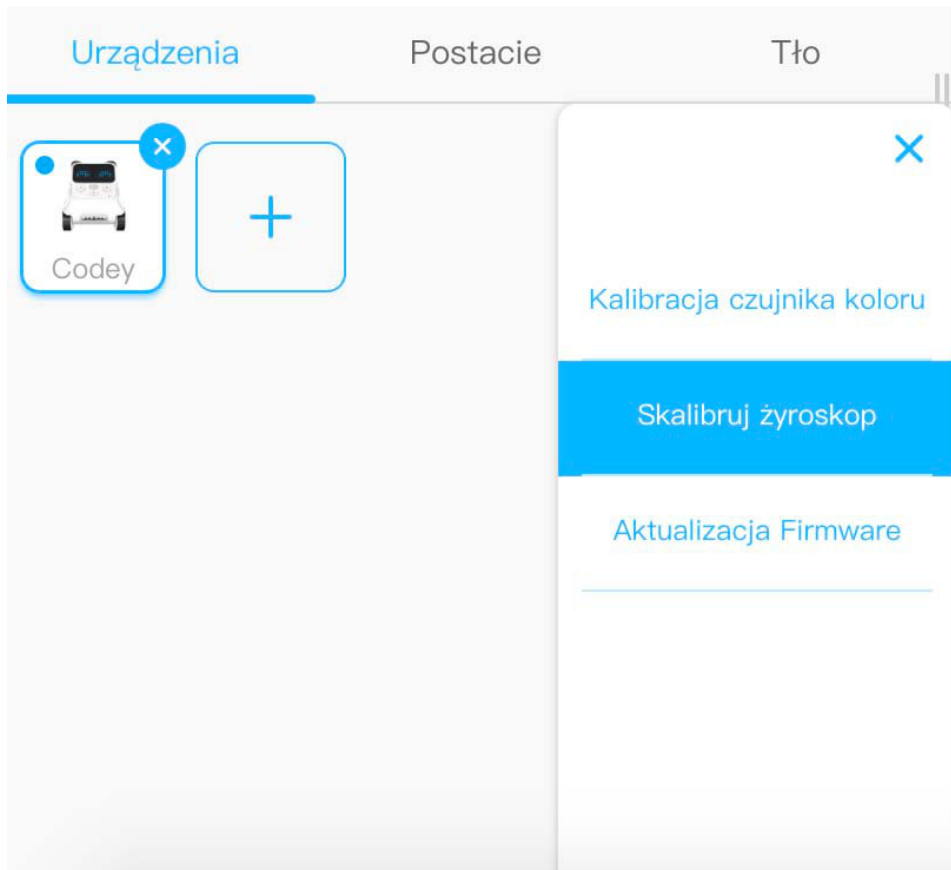 Urządzenia
Postacie
Tło
Codey
Kalibracja czujnika koloru
Skalibruj żyroskop
Aktualizacja Firmware